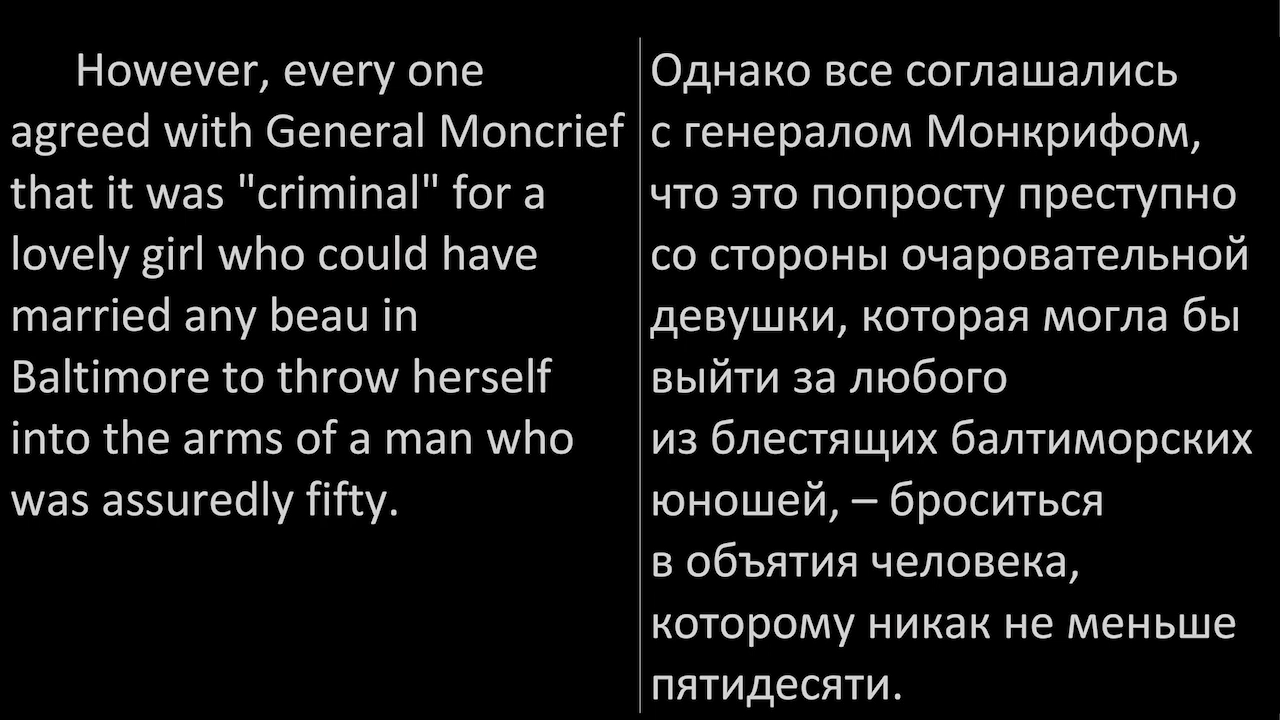 However, every one
agreed with General Moncrief
that it was "criminal" for a
lovely girl who could have
married any beau in
Baltimore to throw herself
into the arms of a man who
was assuredly fifty.
Однако все соглашались
с генералом Монкрифом,
что это попросту преступно
со стороны очаровательной
девушки, которая могла бы
выйти за любого
из блестящих балтиморских
юношей, – броситься
в объятия человека,
которому никак не меньше
пятидесяти.